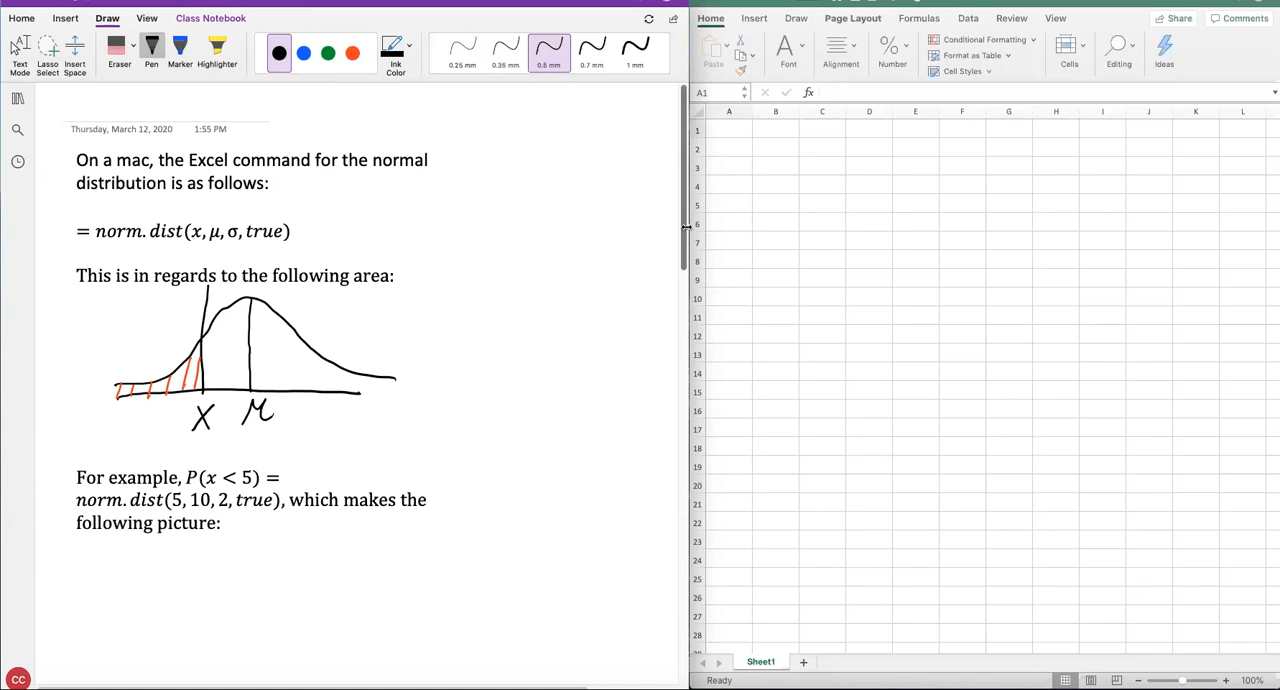 Home Insert Draw View Class Notebook
Text Mode
Lasso Select
Insert Space
Eraser
Pen
Marker
Highlighter
Ink Color
0.25 mm
0.35 mm
0.5 mm
0.7 mm
1 mm
Thursday, March 12, 2020 1:55 PM
On a mac, the Excel command for the normal
distribution is as follows:
= norm. dist(x, μ, σ, true)
This is in regards to the following area:
X M
For example, P(x < 5) =
norm. dist(5, 10, 2, true), which makes the
following picture:
CC
Home Insert Draw Page Layout Formulas Data Review View Share Comments
Paste
Font
Alignment
Number
Conditional Formatting
Format as Table
Cell Styles
Cells
Editing
Ideas
A1 fx
A B C D E F G H I J K L
1
2
3
4
5
6
7
8
9
10
11
12
13
14
15
16
17
18
19
20
21
22
23
24
25
26
27
28
Sheet1
Ready 100%